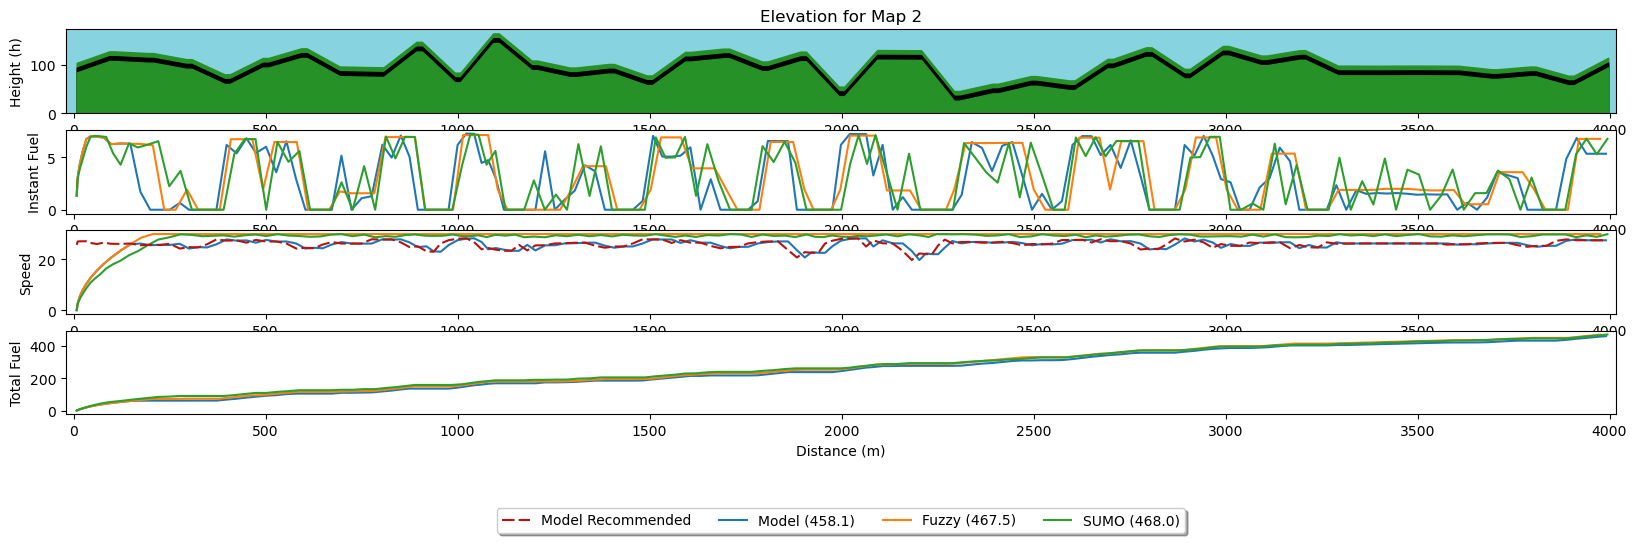 Elevation for Map 2
Height (h)
100
0
0 500 1000 1500 2000 2500 3000 3500 4000
Instant Fuel
5
0
0 500 1000 1500 2000 2500 3000 3500 4000
Speed
20
0
0 500 1000 1500 2000 2500 3000 3500 4000
Total Fuel
400
200
0
0 500 1000 1500 2000 2500 3000 3500 4000
Distance (m)
Model Recommended Model (458.1) Fuzzy (467.5) SUMO (468.0)